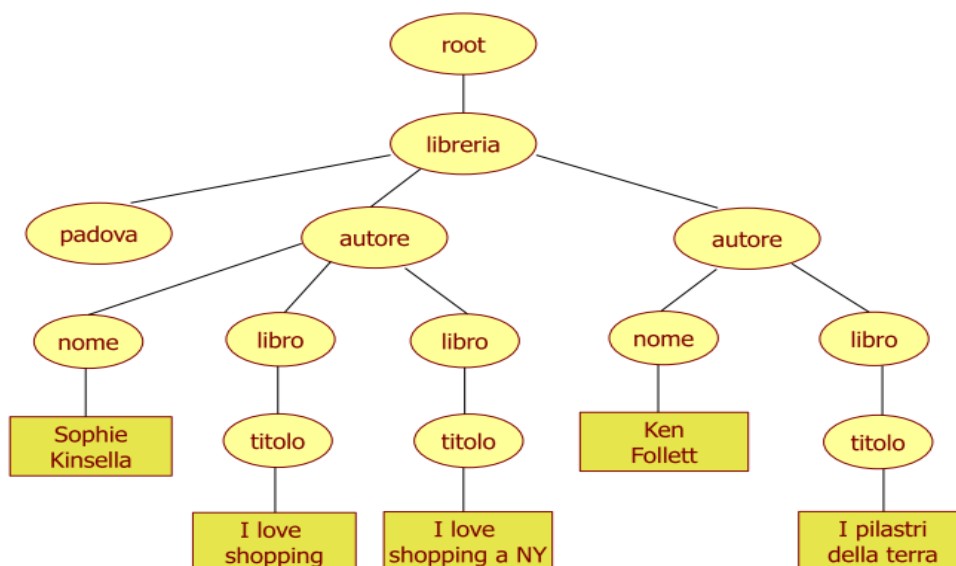 root
libreria
padova
autore
autore
nome
libro
libro
nome
libro
Sophie
Kinsella
titolo
titolo
Ken
Follett
titolo
I love
shopping
I love
shopping a NY
I pilastri
della terra